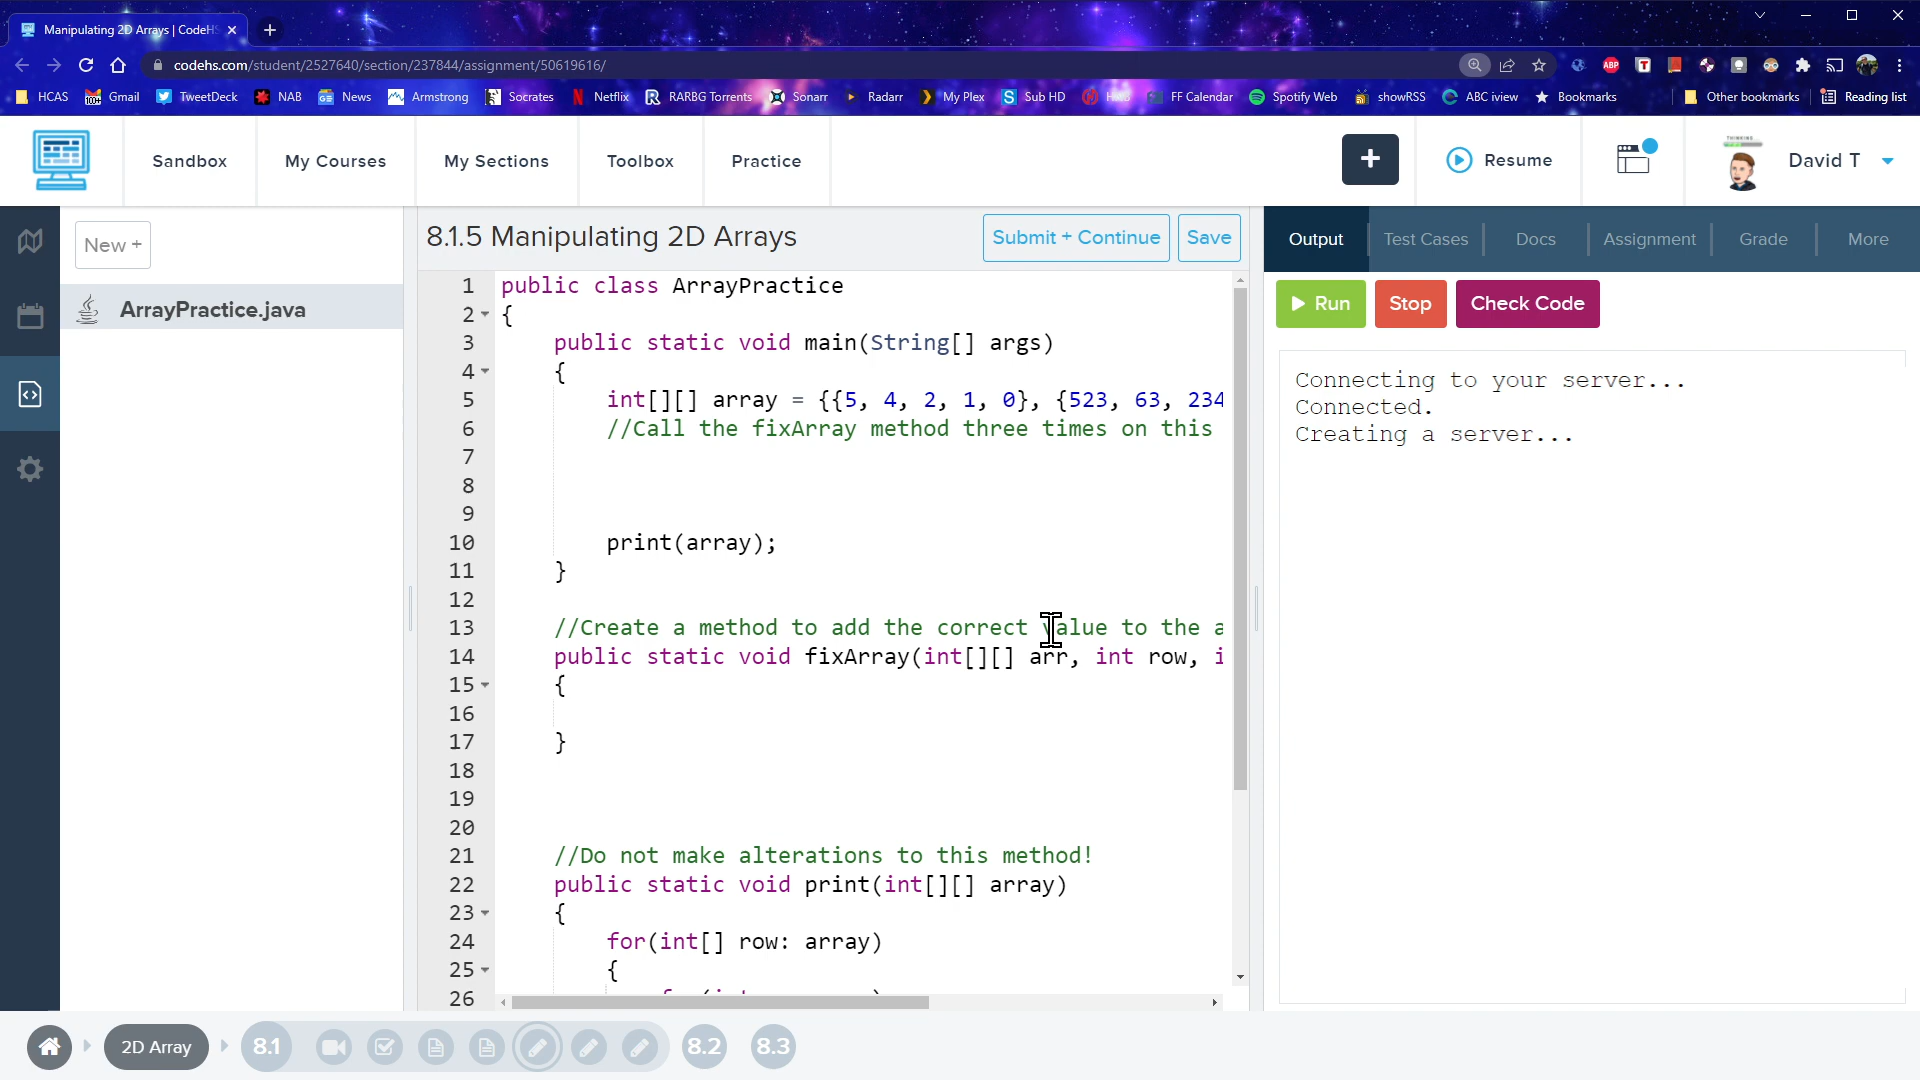 Manipulating 2D Arrays | CodeHS
codehs.com/student/2527640/section/237844/assignment/50619616/
HCAS Gmail TweetDeck NAB News Armstrong Socrates Netflix RARBG Torrents Sonarr Radarr My Plex Sub HD FF Calendar Spotify Web showRSS ABC iview Bookmarks Other bookmarks Reading list
Sandbox My Courses My Sections Toolbox Practice + Resume David T
New +
ArrayPractice.java
8.1.5 Manipulating 2D Arrays Submit + Continue Save
1 public class ArrayPractice
2 {
3 public static void main(String[] args)
4 {
5 int[][] array = {{5, 4, 2, 1, 0}, {523, 63, 234
6 //Call the fixArray method three times on this
7
8
9
10 print(array);
11 }
12
13 //Create a method to add the correct value to the a
14 public static void fixArray(int[][] arr, int row, i
15 {
16
17 }
18
19
20
21 //Do not make alterations to this method!
22 public static void print(int[][] array)
23 {
24 for(int[] row: array)
25 {
26
Output Test Cases Docs Assignment Grade More
Run Stop Check Code
Connecting to your server...
Connected.
Creating a server...
2D Array 8.1 8.2 8.3